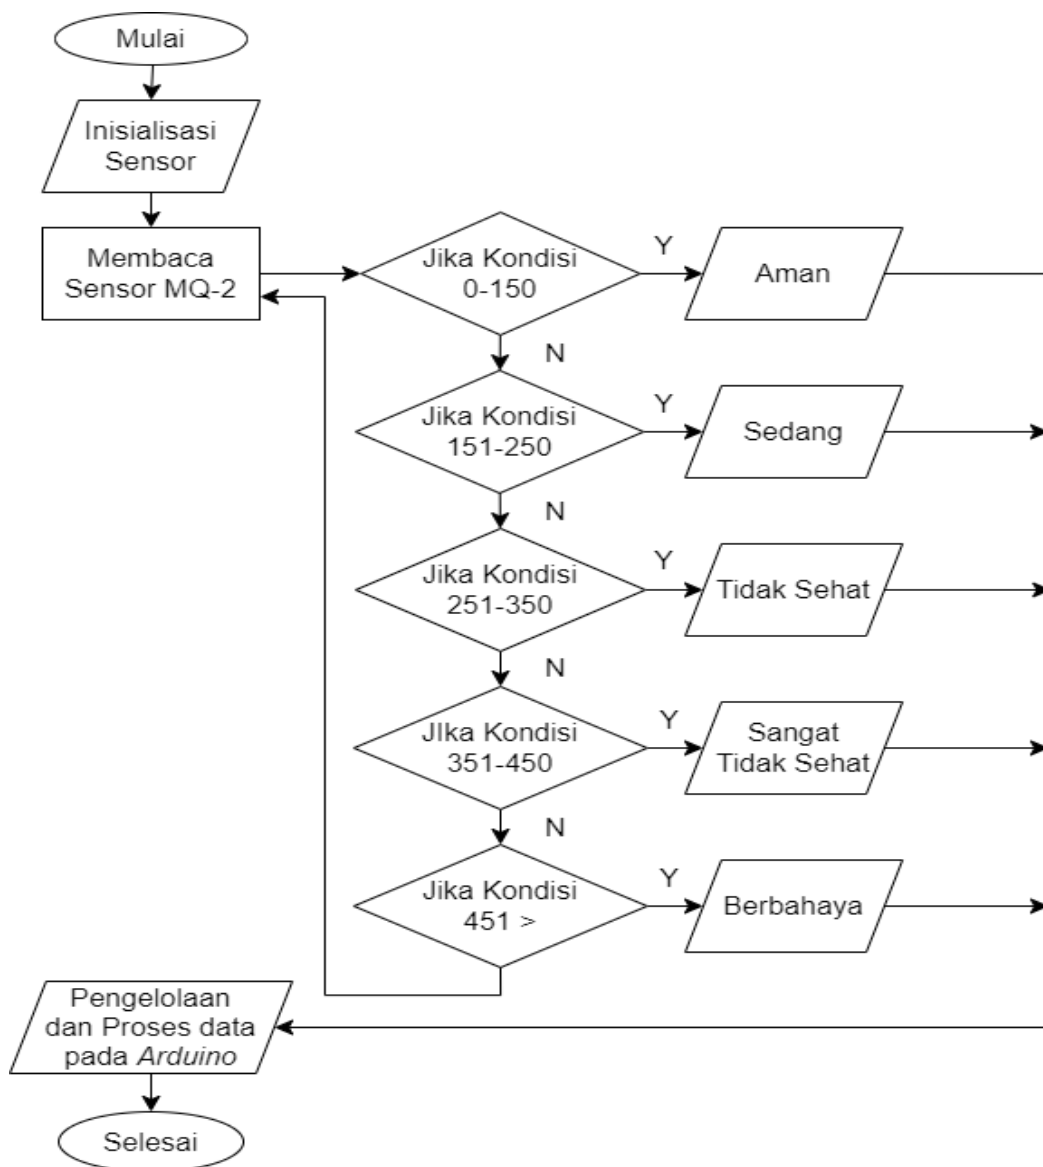 Mulai
Inisialisasi
Sensor
Membaca
Sensor MQ-2
Jika Kondisi
0-150
Y
Aman
N
Jika Kondisi
151-250
Y
Sedang
N
Jika Kondisi
251-350
Y
Tidak Sehat
N
JIka Kondisi
351-450
Y
Sangat
Tidak Sehat
N
Jika Kondisi
451 >
Y
Berbahaya
Pengelolaan
dan Proses data
pada Arduino
Selesai